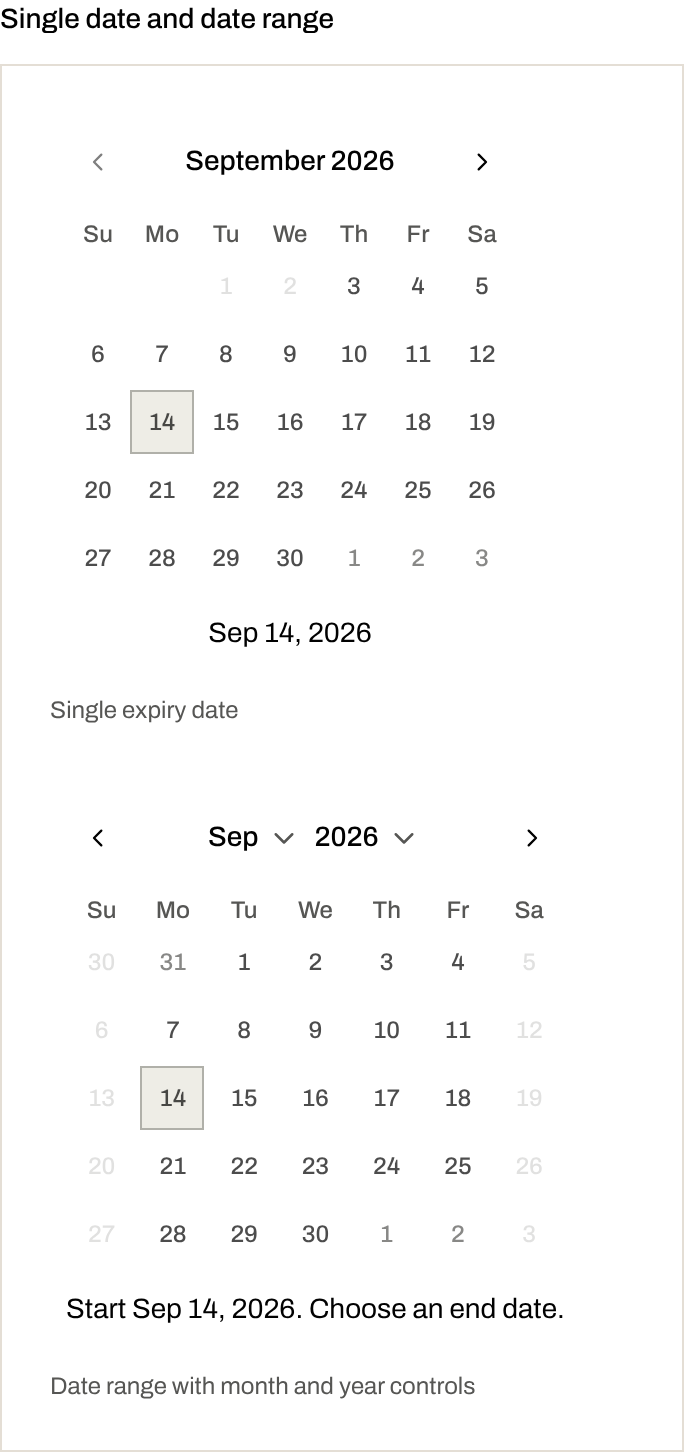 Single date and date range
September 2026
Su Mo Tu We Th Fr Sa
1 2 3 4 5
6 7 8 9 10 11 12
13 14 15 16 17 18 19
20 21 22 23 24 25 26
27 28 29 30 1 2 3
Sep 14, 2026
Single expiry date
Sep 2026
Su Mo Tu We Th Fr Sa
30 31 1 2 3 4 5
6 7 8 9 10 11 12
13 14 15 16 17 18 19
20 21 22 23 24 25 26
27 28 29 30 1 2 3
Start Sep 14, 2026. Choose an end date.
Date range with month and year controls